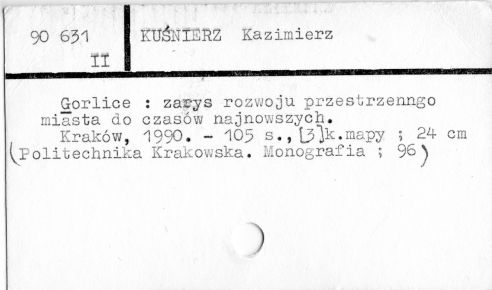 90 631 KUŚNIERZ Kazimierz
II
Gorlice : zarys rozwoju przestrzenngo
miasta do czasów najnowszych.
Kraków, 1990. - 105 s.,[3]k.mapy ; 24 cm
(Politechnika Krakowska. Monografia ; 96)